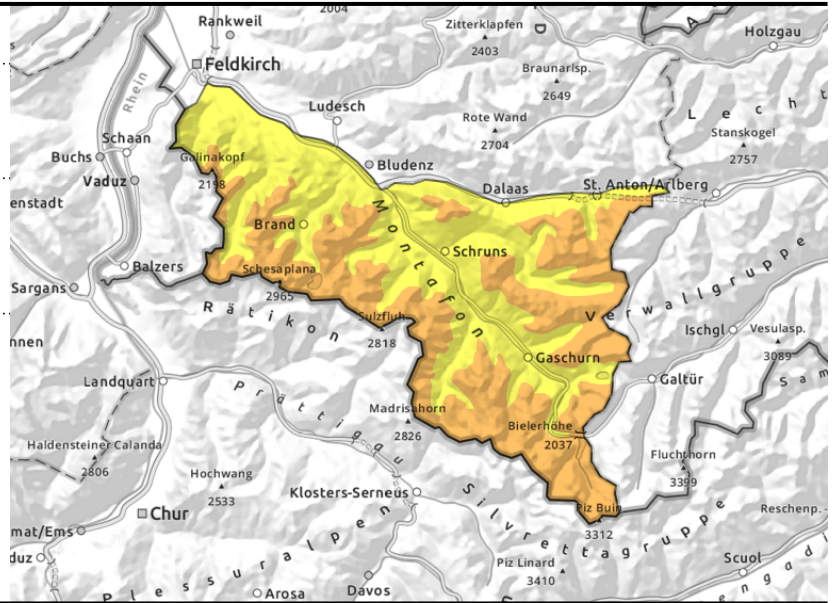 2004
Rankweil
Zitterklapfen
2403
D
A
Holzgau
Feldkirch
Braunarlsp.
2649
Rhein
Ludesch
Rote Wand
2704
L e c h t
Stanskogel
2757
Schaan
Buchs
Galinakopf
2198
Bludenz
Vaduz
Dalaas
St. Anton/Arlberg
enstadt
Montafon
Brand
Schruns
Balzers
Schesaplana
2965
Sargans
Rätikon
Sulzfluh
2818
Verwallgruppe
Ischgl
Vesulasp.
3089
nnen
Gaschurn
Landquart
Galtür
Sam
Prättigau
Madrisahorn
2826
Bielerhöhe
2037
Haldensteiner Calanda
2806
Fluchthorn
3399
Hochwang
2533
Klosters-Serneus
Silvrettagruppe
Piz Buin
3312
Reschenp.
Chur
mat/Ems
duz
Plessuralpen
Piz Linard
3410
Scuol
engadi
Arosa
Davos